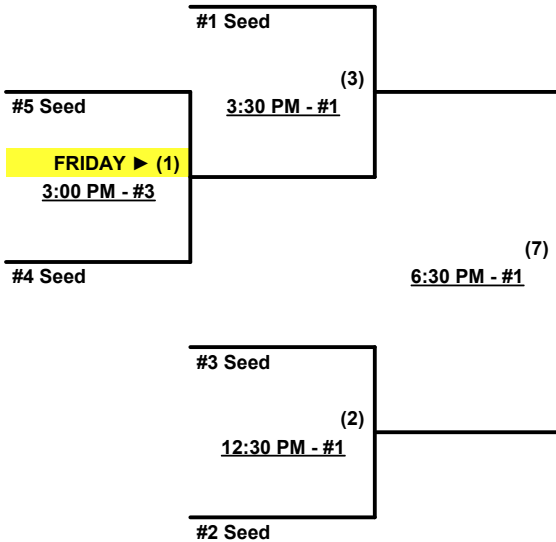 #1 Seed
(3)
3:30 PM - #1
#5 Seed
FRIDAY ► (1)
3:00 PM - #3
#4 Seed
(7)
6:30 PM - #1
#3 Seed
(2)
12:30 PM - #1
#2 Seed